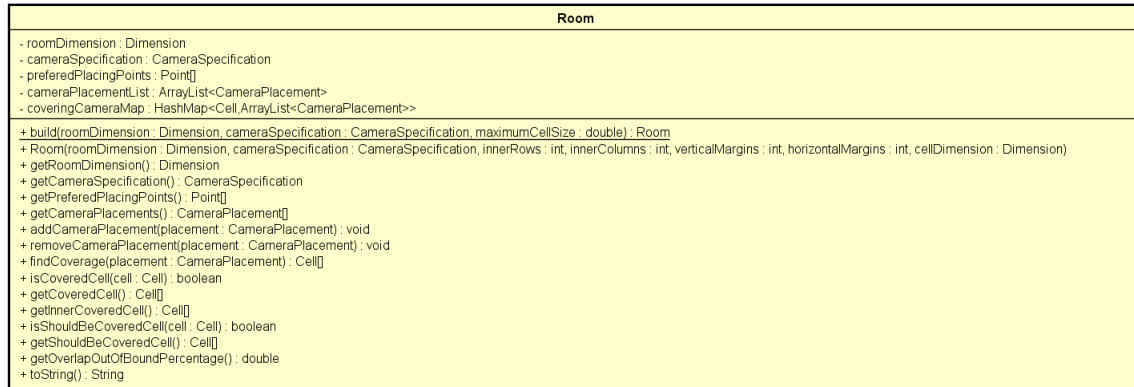 Room
- roomDimension : Dimension
- cameraSpecification : CameraSpecification
- preferedPlacingPoints : Point[]
- cameraPlacementList : ArrayList<CameraPlacement>
- coveringCameraMap : HashMap<Cell,ArrayList<CameraPlacement>>
+ build(roomDimension : Dimension, cameraSpecification : CameraSpecification, maximumCellSize : double) : Room
+ Room(roomDimension : Dimension, cameraSpecification : CameraSpecification, innerRows : int, innerColumns : int, verticalMargins : int, horizontalMargins : int, cellDimension : Dimension)
+ getRoomDimension() : Dimension
+ getCameraSpecification() : CameraSpecification
+ getPreferedPlacingPoints() : Point[]
+ getCameraPlacements() : CameraPlacement[]
+ addCameraPlacement(placement : CameraPlacement) : void
+ removeCameraPlacement(placement : CameraPlacement) : void
+ findCoverage(placement : CameraPlacement) : Cell[]
+ isCoveredCell(cell : Cell) : boolean
+ getCoveredCell() : Cell[]
+ getInnerCoveredCell() : Cell[]
+ isShouldBeCoveredCell(cell : Cell) : boolean
+ getShouldBeCoveredCell() : Cell[]
+ getOverlapOutOfBoundPercentage() : double
+ toString() : String